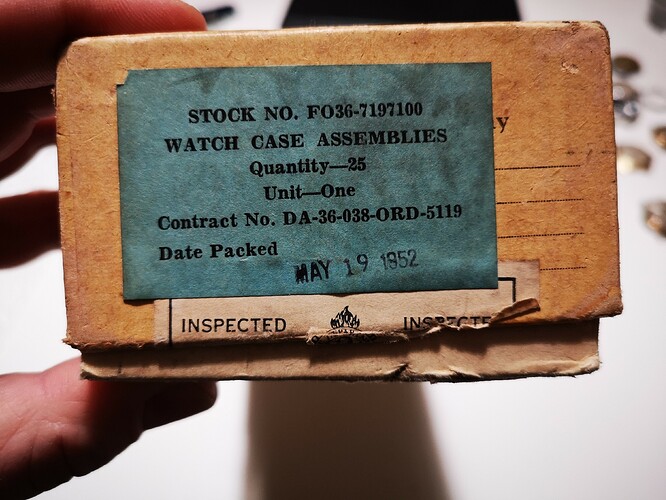 STOCK NO. FO36-7197100
WATCH CASE ASSEMBLIES
Quantity—25
Unit—One
Contract No. DA-36-038-ORD-5119
Date Packed
MAY 19 1952
y
INSPECTED
INSPECTE